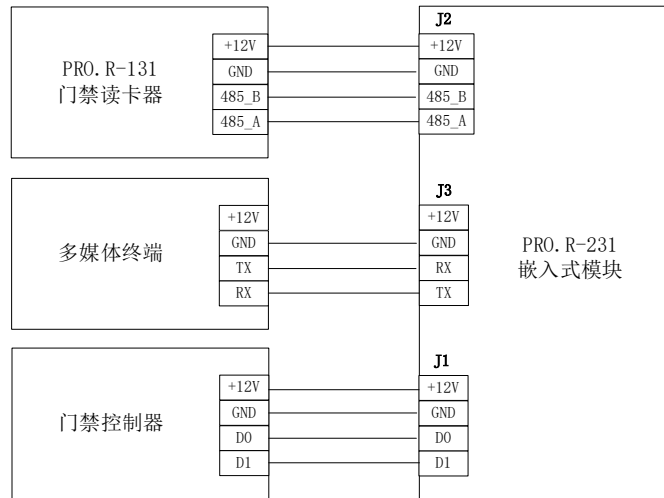 J2
+12V
+12V
PRO.R-131
门禁读卡器
GND
GND
485_B
485_B
485_A
485_A
J3
+12V
+12V
多媒体终端
GND
GND
PRO.R-231
嵌入式模块
TX
RX
RX
TX
J1
+12V
+12V
门禁控制器
GND
GND
D0
D0
D1
D1